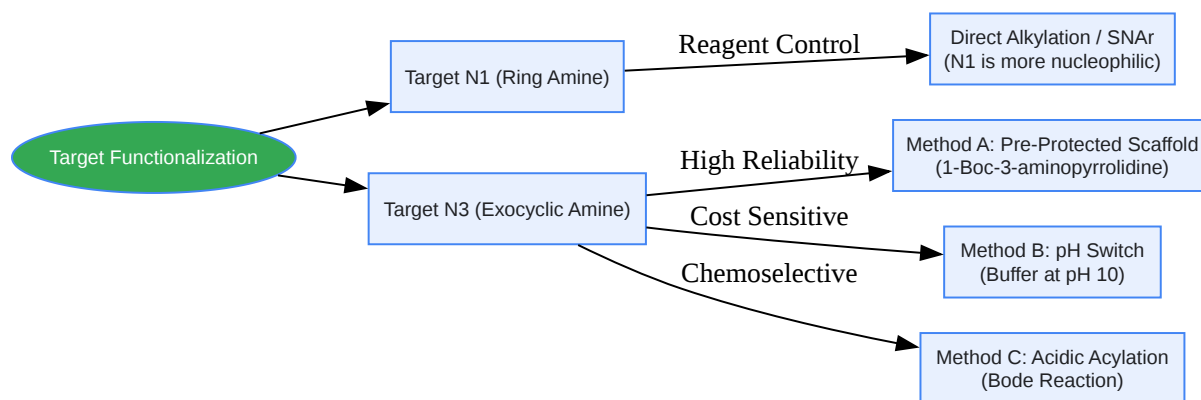 Target Functionalization
Target N1 (Ring Amine)
Reagent Control
Direct Alkylation / SNAr
(N1 is more nucleophilic)
Target N3 (Exocyclic Amine)
High Reliability
Method A: Pre-Protected Scaffold
(1-Boc-3-aminopyrrolidine)
Cost Sensitive
Method B: pH Switch
(Buffer at pH 10)
Chemoselective
Method C: Acidic Acylation
(Bode Reaction)